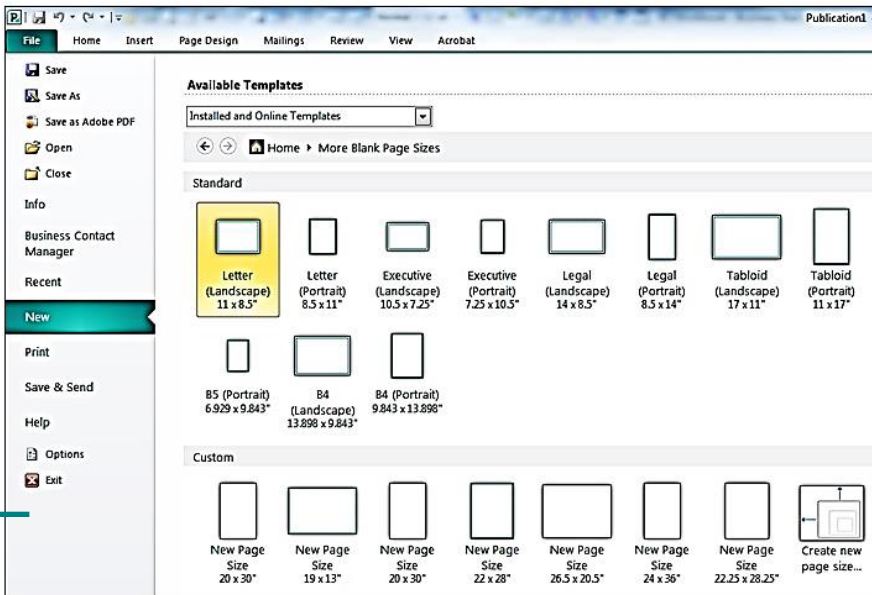 Publication1
File Home Insert Page Design Mailings Review View Acrobat
Save
Save As
Save as Adobe PDF
Open
Close
Info
Business Contact
Manager
Recent
New
Print
Save & Send
Help
Options
Exit
Available Templates
Installed and Online Templates
Home More Blank Page Sizes
Standard
Letter
(Landscape)
11 x 8.5"
Letter
(Portrait)
8.5 x 11"
Executive
(Landscape)
10.5 x 7.25"
Executive
(Portrait)
7.25 x 10.5"
Legal
(Landscape)
14 x 8.5"
Legal
(Portrait)
8.5 x 14"
Tabloid
(Landscape)
17 x 11"
Tabloid
(Portrait)
11 x 17"
B5 (Portrait)
6.929 x 9.843"
B4
(Landscape)
13.898 x 9.843"
B4 (Portrait)
9.843 x 13.898"
Custom
New Page
Size
20 x 30"
New Page
Size
19 x 13"
New Page
Size
20 x 30"
New Page
Size
22 x 28"
New Page
Size
26.5 x 20.5"
New Page
Size
24 x 36"
New Page
Size
22.25 x 28.25"
Create new
page size...